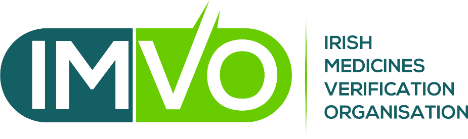 IMVO
IRISH
MEDICINES
VERIFICATION
ORGANISATION